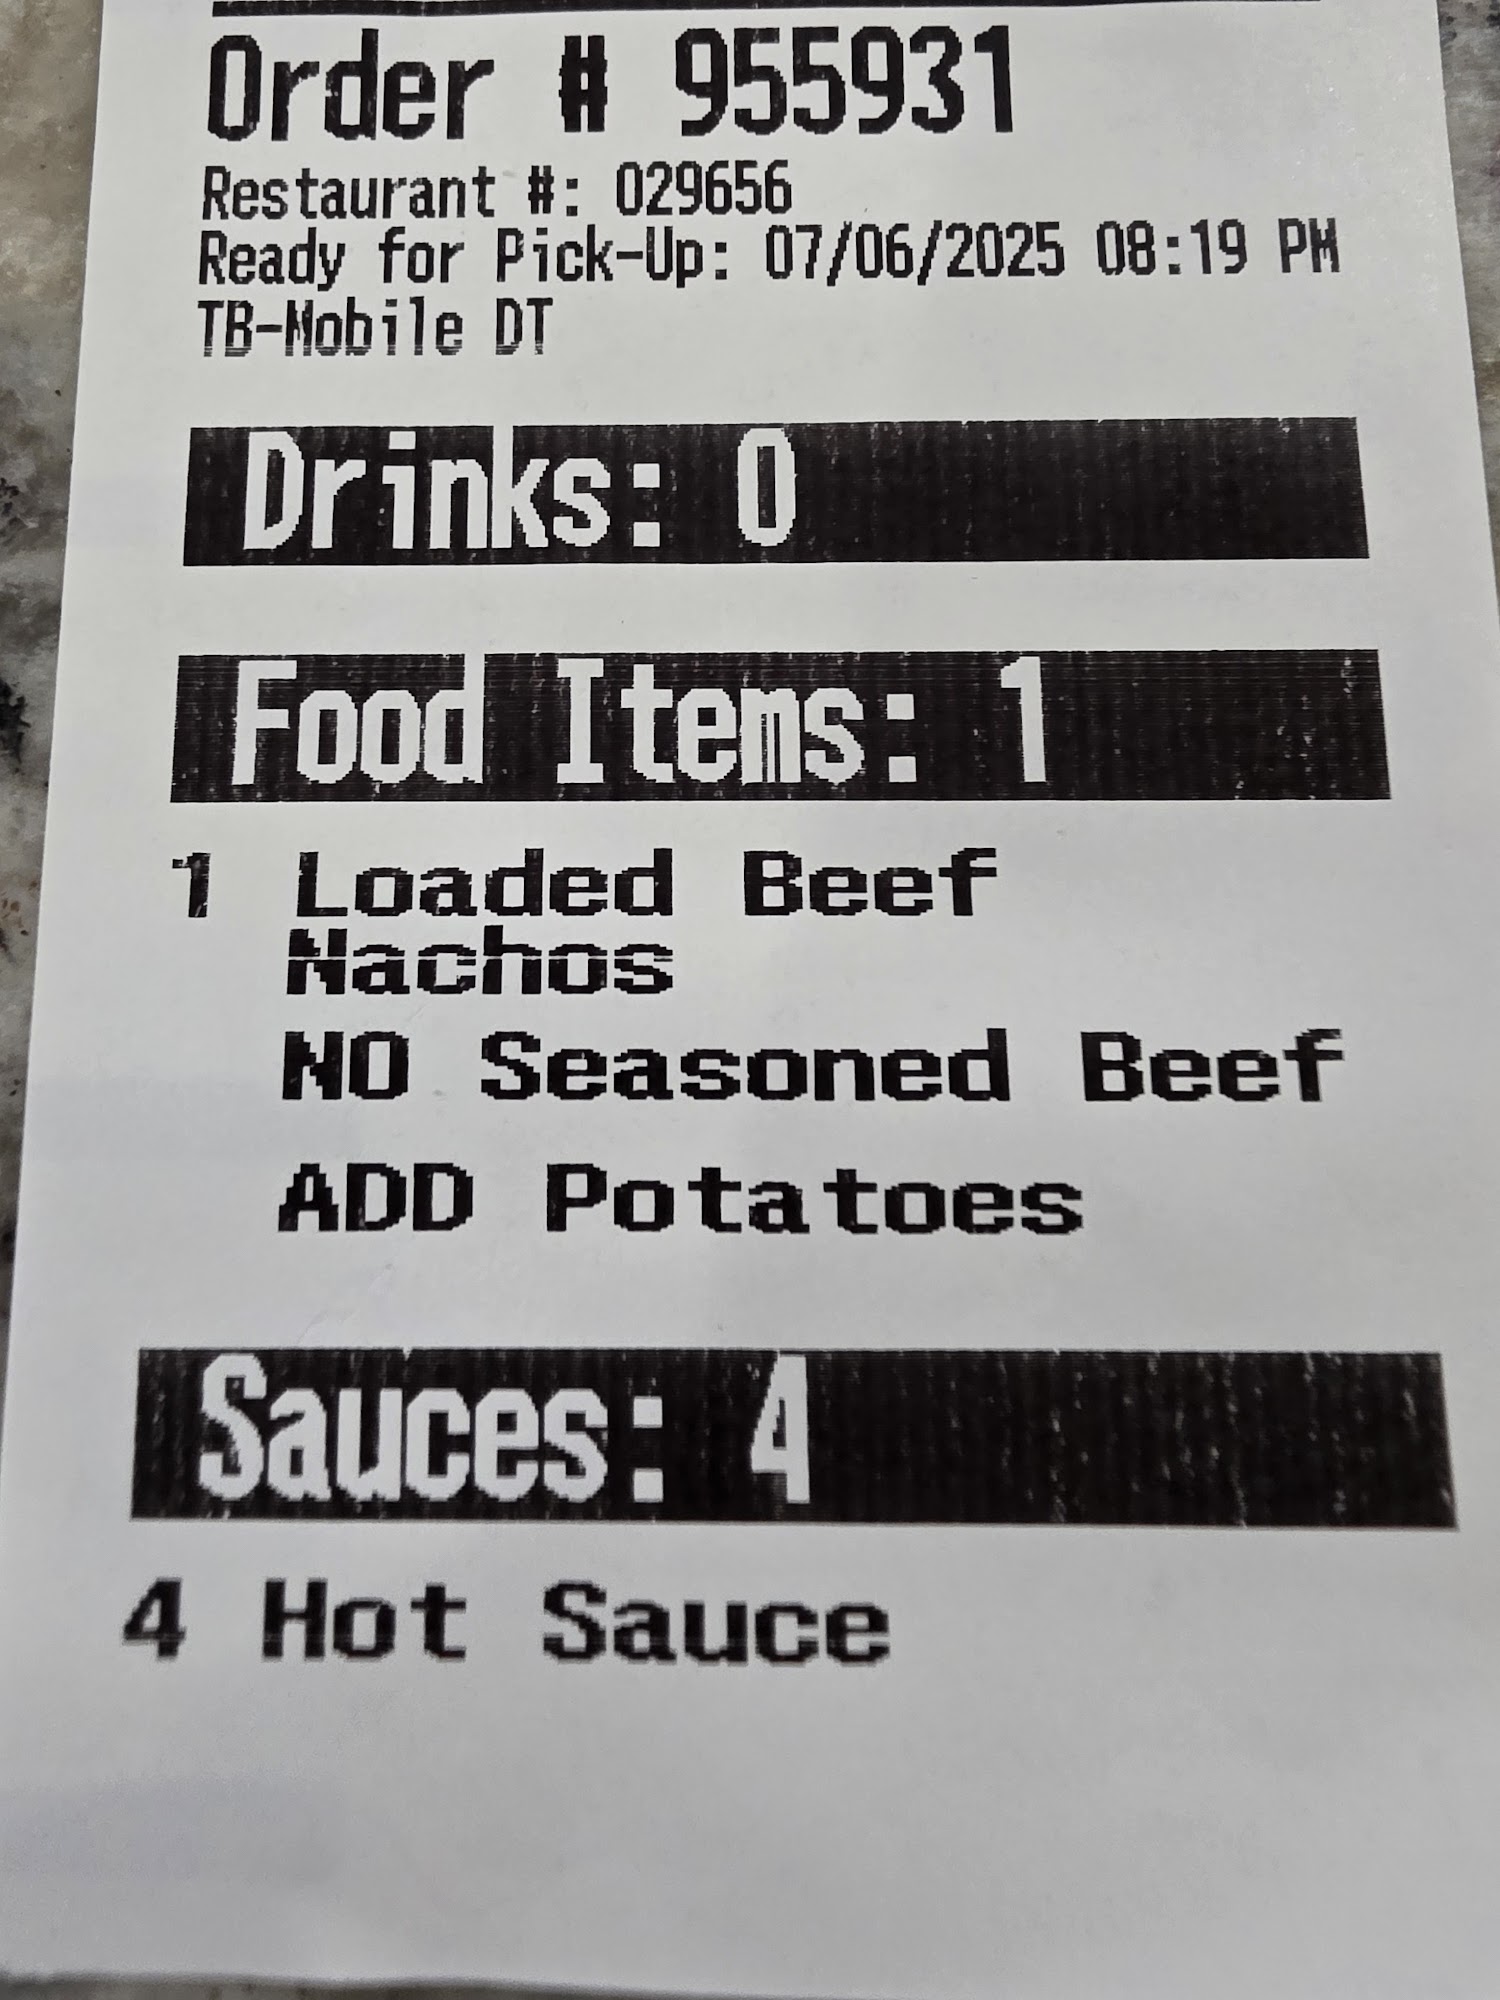 Order # 955931
Restaurant #: 029656
Ready for Pick-Up: 07/06/2025 08:19 PM
TB-Mobile DT
Drinks: 0
Food Items: 1
1 Loaded Beef
Nachos
NO Seasoned Beef
ADD Potatoes
Sauces: 4
4 Hot Sauce